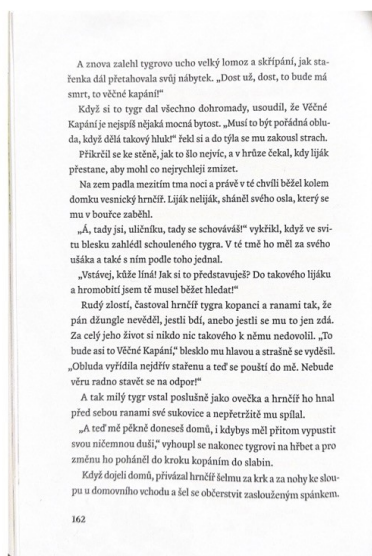 A znova zalehl tygrovo ucho velký lomoz a skřípání, jak sta-
řenka dál přetahovala svůj nábytek. „Dost už, dost, to bude má
smrt, to věčné kapání!“
Když si to tygr dal všechno dohromady, usoudil, že Věčné
Kapání je nejspíš nějaká mocná bytost. „Musí to být pořádná oblu-
da, když dělá takový hluk!“ řekl si a do týla se mu zakousl strach.
Přikrčil se ke stěně, jak to šlo nejvíc, a v hrůze čekal, kdy liják
přestane, aby mohl co nejrychleji zmizet.
Na zem padla mezitím tma noci a právě v té chvíli běžel kolem
domku vesnický hrnčíř. Liják neliják, sháněl svého osla, který se
mu v bouřce zaběhl.
„Á, tady jsi, uličníku, tady se schováváš!“ vykřikl, když ve svi-
tu blesku zahlédl schouleného tygra. V té tmě ho měl za svého
ušáka a také s ním podle toho jednal.
„Vstávej, kůže líná! Jak si to představuješ? Do takového lijáku
a hromobití jsem tě musel běžet hledat!“
Rudý zlostí, častoval hrnčíř tygra kopanci a ranami tak, že
pán džungle nevěděl, jestli bdí, anebo jestli se mu to jen zdá.
Za celý jeho život si nikdo nic takového k němu nedovolil. „To
bude asi to Věčné Kapání,“ blesklo mu hlavou a strašně se vyděsil.
„Obluda vyřídila nejdřív stařenu a teď se pouští do mě. Nebude
věru radno stavět se na odpor!“
A tak milý tygr vstal poslušně jako ovečka a hrnčíř ho hnal
před sebou ranami své sukovice a nepřetržitě mu spílal.
„A teď mě pěkně doneseš domů, i kdybys měl přitom vypustit
svou ničemnou duši,“ vyhoupl se nakonec tygrovi na hřbet a pro
změnu ho poháněl do kroku kopáním do slabin.
Když dojeli domů, přivázal hrnčíř šelmu za krk a za nohy ke slou-
pu u domovního vchodu a šel se občerstvit zaslouženým spánkem.
162